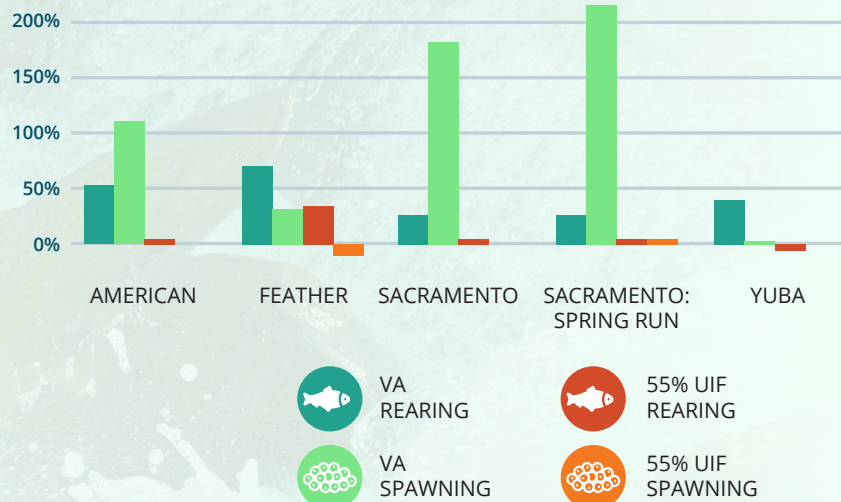 200%
150%
100%
50%
0%
AMERICAN
FEATHER
SACRAMENTO
SACRAMENTO:
SPRING RUN
YUBA
VA
REARING
55% UIF
REARING
VA
SPAWNING
55% UIF
SPAWNING